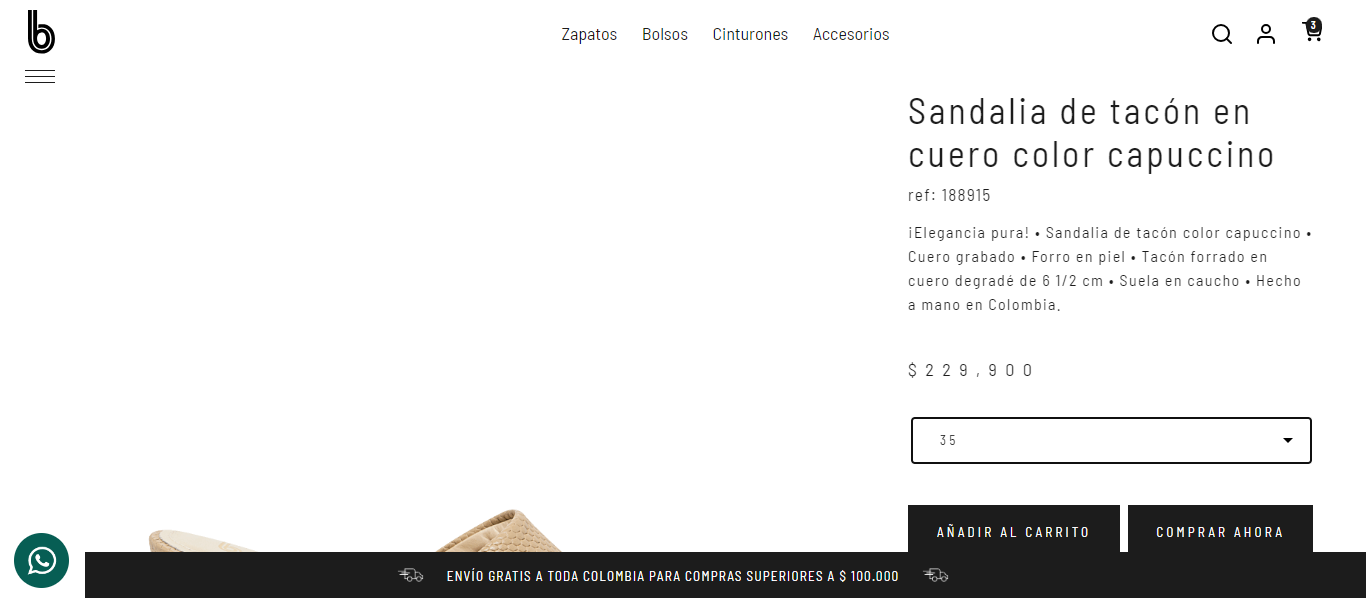 b
Zapatos Bolsos Cinturones Accesorios
3
Sandalia de tacón en
cuero color capuccino
ref: 188915
¡Elegancia pura! • Sandalia de tacón color capuccino •
Cuero grabado • Forro en piel • Tacón forrado en
cuero degradé de 6 1/2 cm • Suela en caucho • Hecho
a mano en Colombia.
$229,900
35
AÑADIR AL CARRITO COMPRAR AHORA
ENVÍO GRATIS A TODA COLOMBIA PARA COMPRAS SUPERIORES A $ 100.000